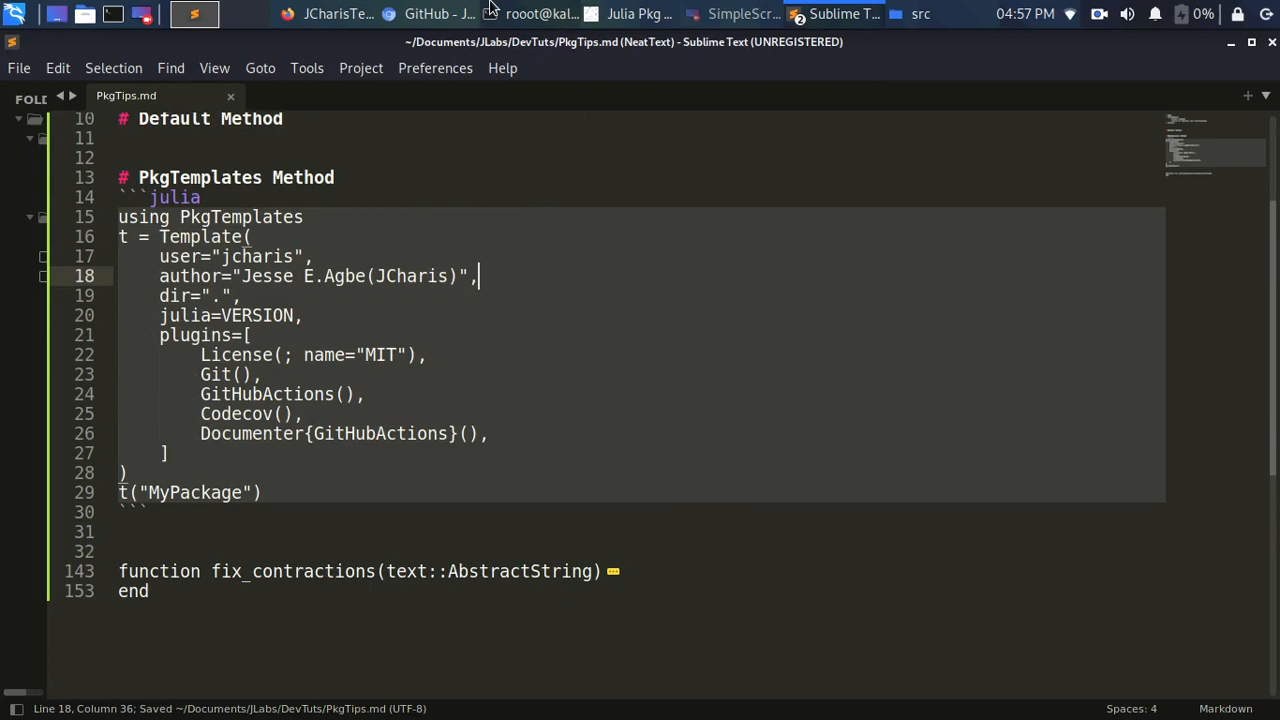 JCharisTe...
GitHub - J...
rooot@kal...
Julia Pkg ...
SimpleScr...
2
Sublime T...
src
04:57 PM
0%
~/Documents/JLabs/DevTuts/PkgTips.md (NeatText) - Sublime Text (UNREGISTERED)
File Edit Selection Find View Goto Tools Project Preferences Help
FOLD
PkgTips.md
10 # Default Method
11
12
13 # PkgTemplates Method
14 ```julia
15 using PkgTemplates
16 t = Template(
17 user="jcharis",
18 author="Jesse E.Agbe(JCharis)",
19 dir=".",
20 julia=VERSION,
21 plugins=[
22 License(; name="MIT"),
23 Git(),
24 GitHubActions(),
25 Codecov(),
26 Documenter{GitHubActions}(),
27 ]
28 )
29 t("MyPackage")
30 ```
31
32
143 function fix_contractions(text::AbstractString)
153 end
Line 18, Column 36; Saved ~/Documents/JLabs/DevTuts/PkgTips.md (UTF-8)
Spaces: 4
Markdown